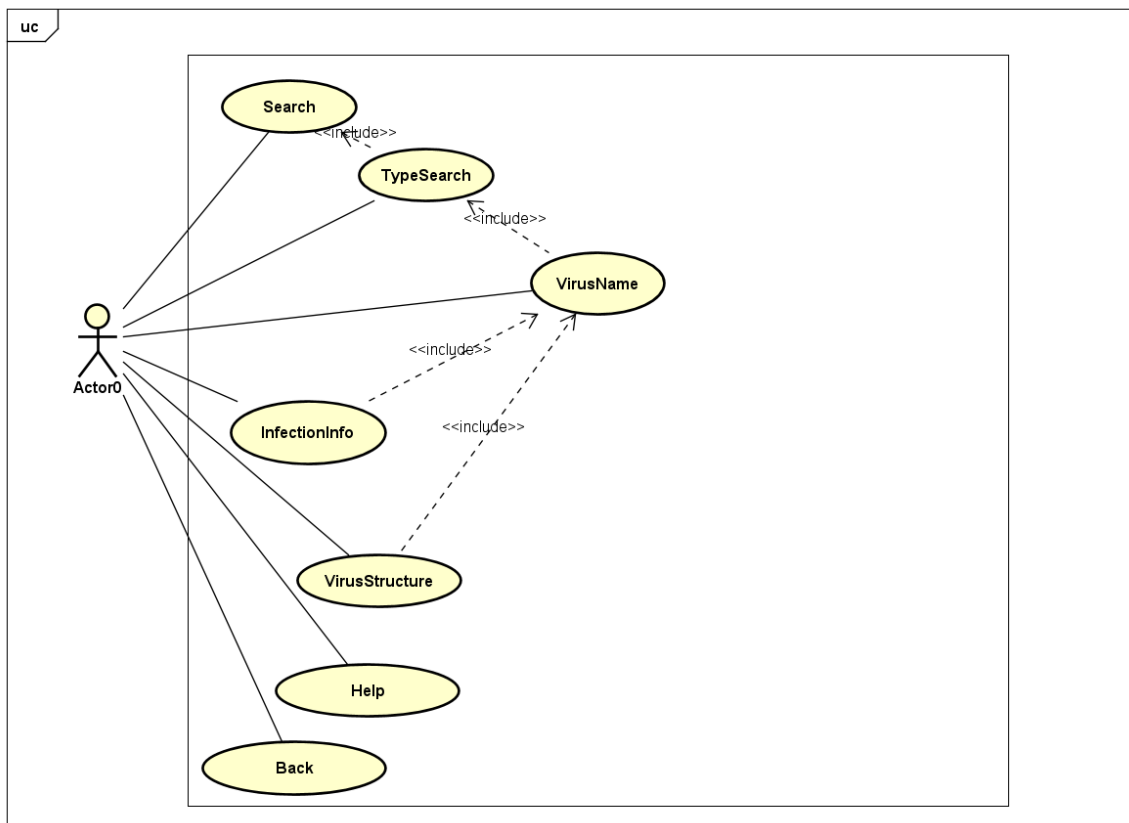 uc
Search
<<include>>
TypeSearch
<<include>>
VirusName
Actor0
<<include>>
InfectionInfo
<<include>>
VirusStructure
Help
Back